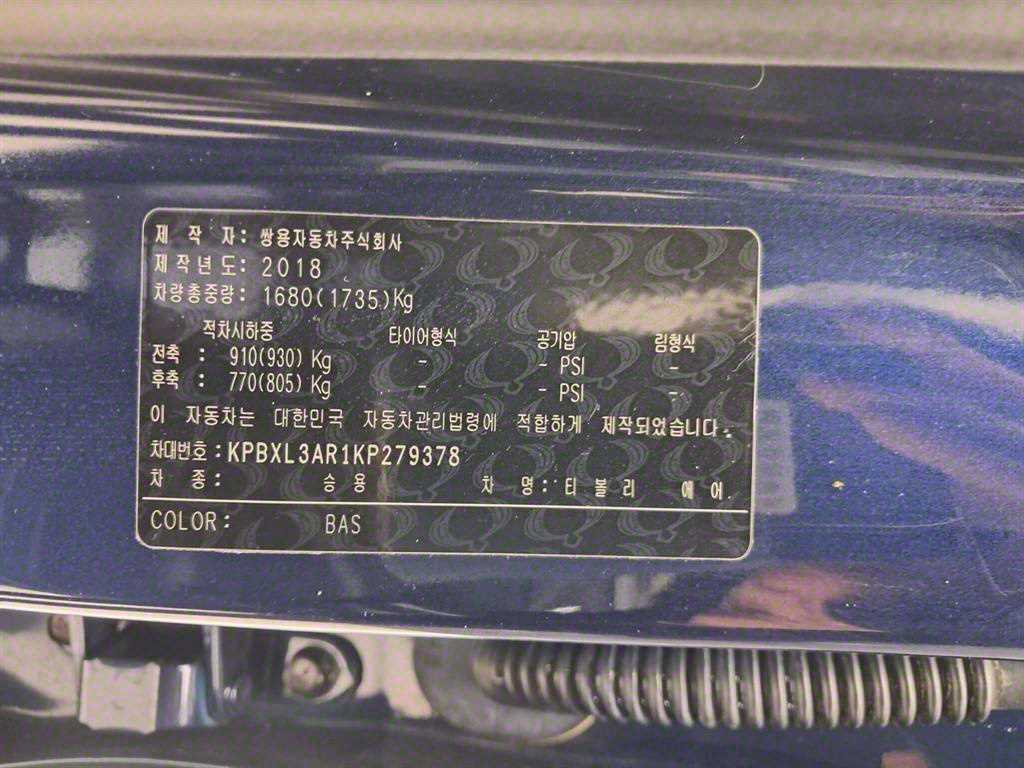 제 작 자: 쌍용자동차주식회사
제작년도: 2018
차량총중량: 1680(1735)Kg
적차시하중 타이어형식 공기압 림형식
전축 : 910(930) Kg - - PSI -
후축 : 770(805) Kg - - PSI -
이 자동차는 대한민국 자동차관리법령에 적합하게 제작되었습니다.
차대번호:KPBXL3AR1KP279378
차 종: 승 용 차 명: 티 볼 리 에 어
COLOR: BAS